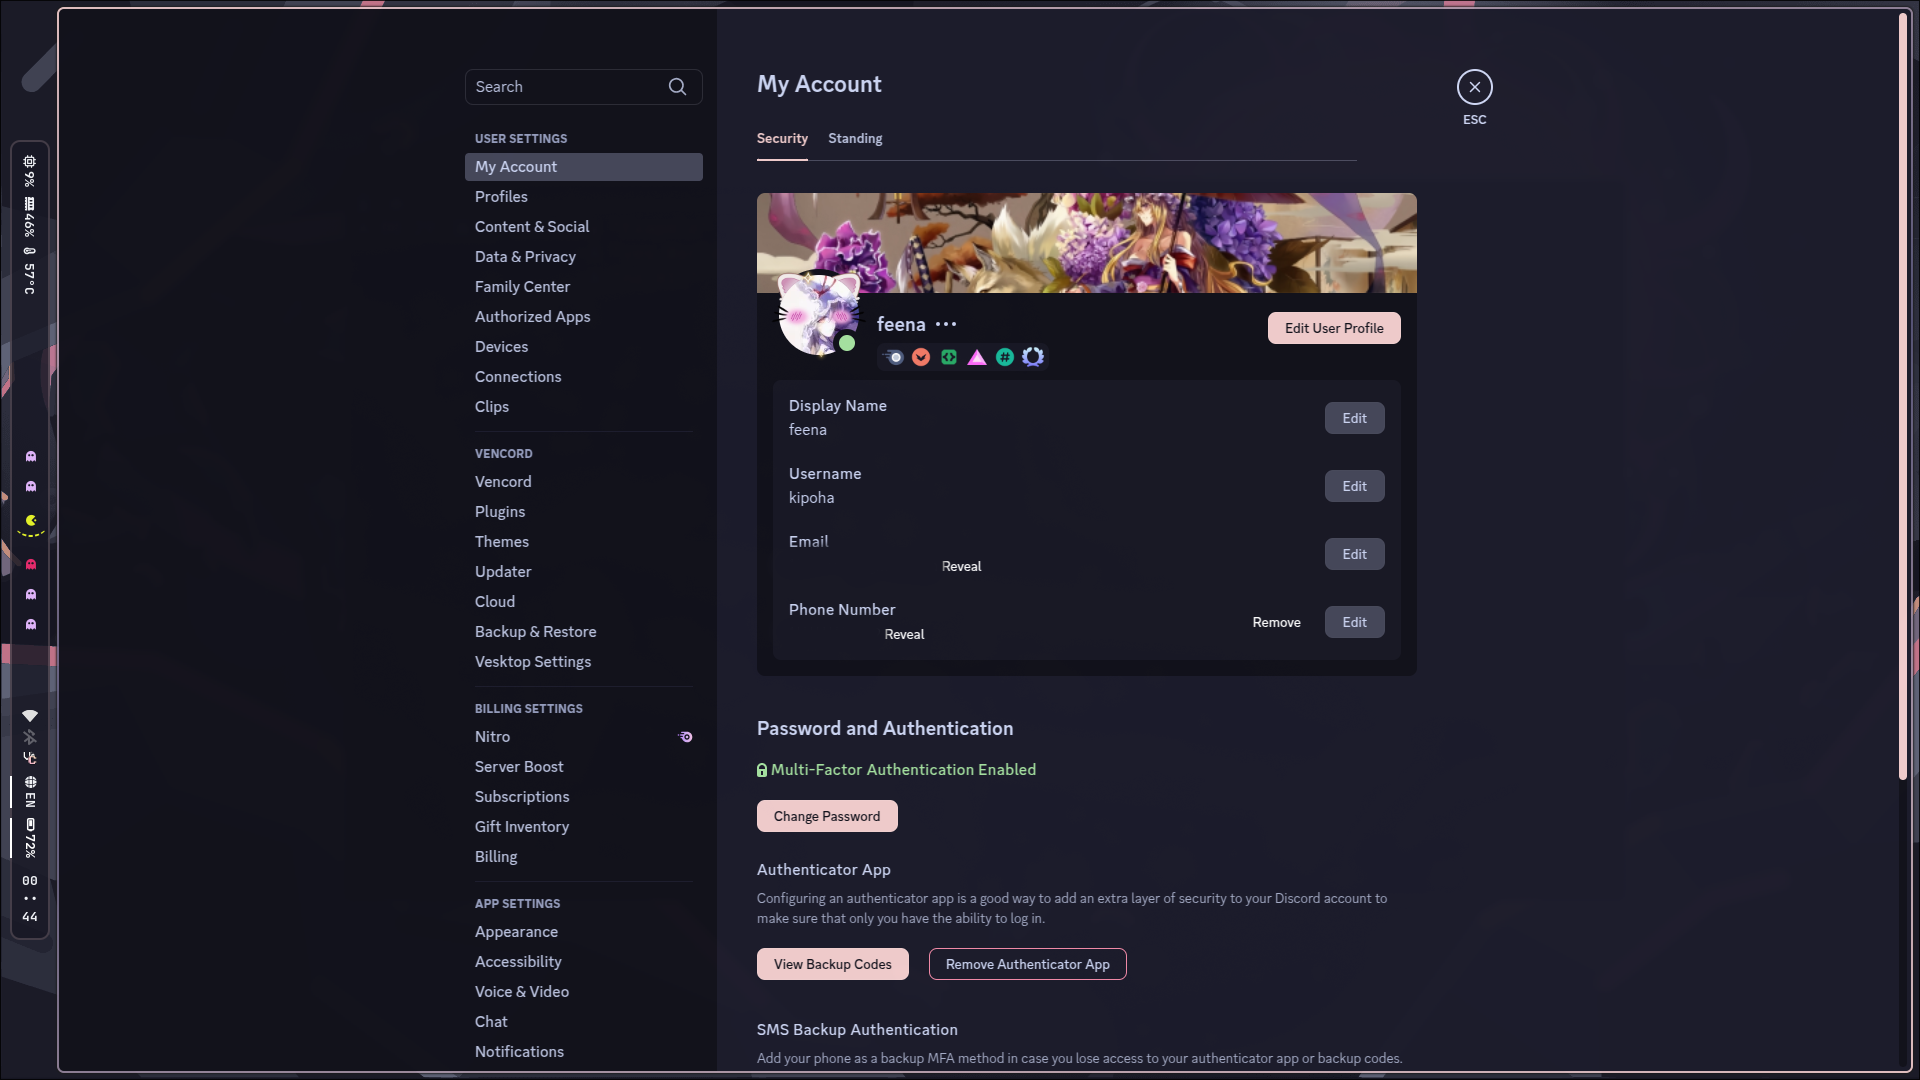 9%
46%
57°C
EN
72%
00
44
Search
USER SETTINGS
My Account
Profiles
Content & Social
Data & Privacy
Family Center
Authorized Apps
Devices
Connections
Clips
VENCORD
Vencord
Plugins
Themes
Updater
Cloud
Backup & Restore
Vesktop Settings
BILLING SETTINGS
Nitro
Server Boost
Subscriptions
Gift Inventory
Billing
APP SETTINGS
Appearance
Accessibility
Voice & Video
Chat
Notifications
My Account
ESC
Security Standing
feena
Edit User Profile
Display Name
feena
Edit
Username
kipoha
Edit
Email
Reveal
Edit
Phone Number
Reveal
Remove Edit
Password and Authentication
Multi-Factor Authentication Enabled
Change Password
Authenticator App
Configuring an authenticator app is a good way to add an extra layer of security to your Discord account to
make sure that only you have the ability to log in.
View Backup Codes Remove Authenticator App
SMS Backup Authentication
Add your phone as a backup MFA method in case you lose access to your authenticator app or backup codes.